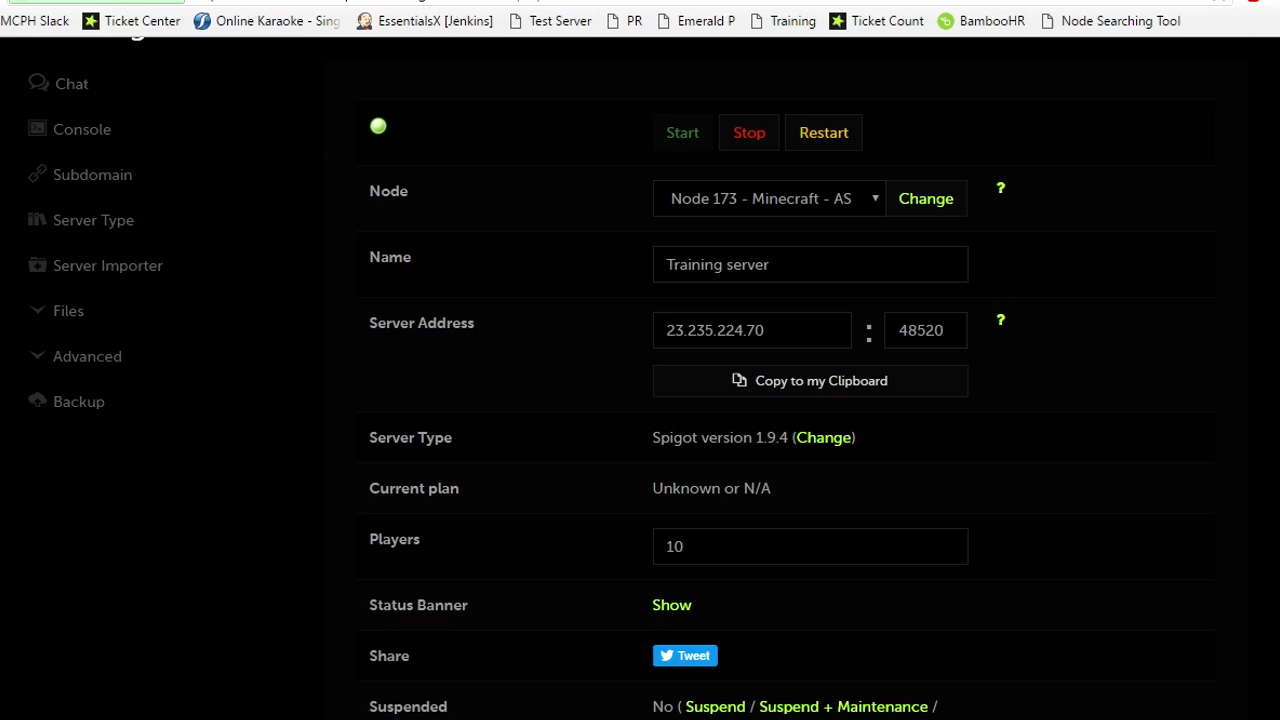 MCPH Slack Ticket Center Online Karaoke - Sing EssentialsX [Jenkins] Test Server PR Emerald P Training Ticket Count BambooHR Node Searching Tool
Chat
Console
Subdomain
Server Type
Server Importer
Files
Advanced
Backup
Start Stop Restart
Node Node 173 - Minecraft - AS Change ?
Name Training server
Server Address 23.235.224.70 : 48520 ?
Copy to my Clipboard
Server Type Spigot version 1.9.4 (Change)
Current plan Unknown or N/A
Players 10
Status Banner Show
Share Tweet
Suspended No ( Suspend / Suspend + Maintenance /